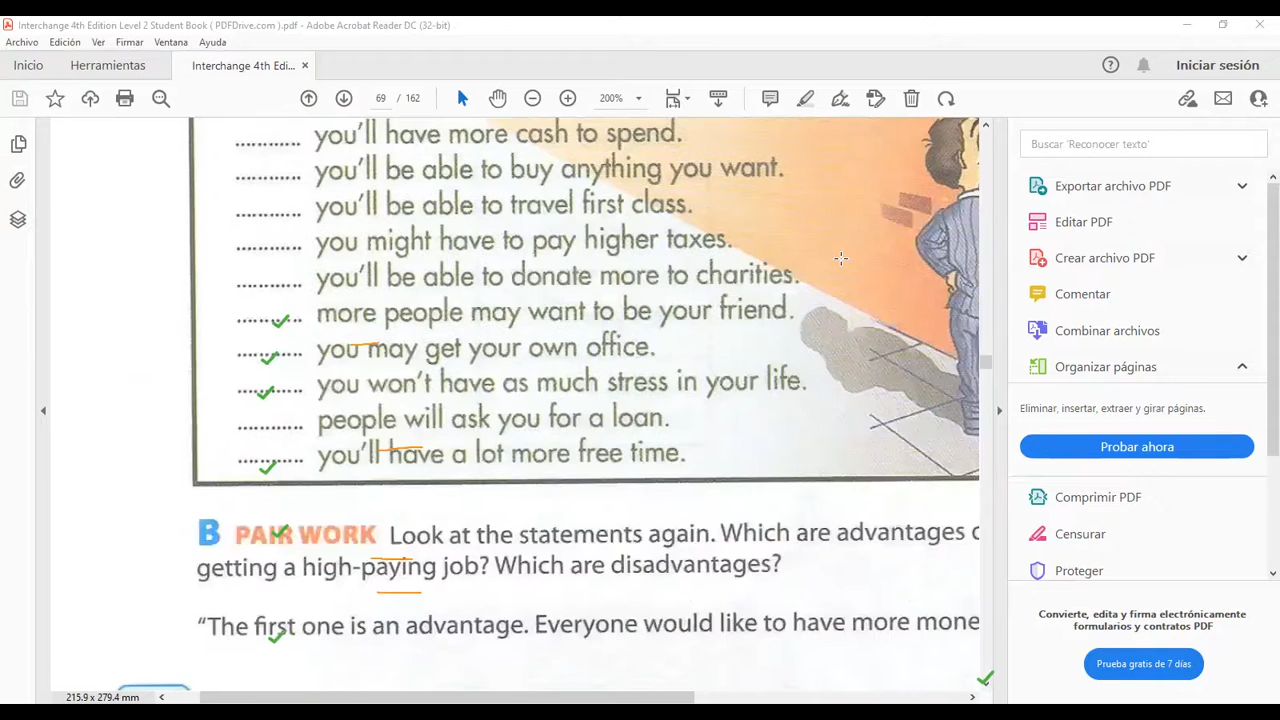 Interchange 4th Edition Level 2 Student Book ( PDFDrive.com ).pdf - Adobe Acrobat Reader DC (32-bit)
Archivo Edición Ver Firmar Ventana Ayuda
Inicio Herramientas Interchange 4th Edi... × Iniciar sesión
69 / 162 200%
............ you'll have more cash to spend.
............ you'll be able to buy anything you want.
............ you'll be able to travel first class.
............ you might have to pay higher taxes.
............ you'll be able to donate more to charities.
............ more people may want to be your friend.
............ you may get your own office.
............ you won't have as much stress in your life.
............ people will ask you for a loan.
............ you'll have a lot more free time.
B PAIR WORK Look at the statements again. Which are advantages
getting a high-paying job? Which are disadvantages?
"The first one is an advantage. Everyone would like to have more mone
215.9 x 279.4 mm
Buscar 'Reconocer texto'
Exportar archivo PDF
Editar PDF
Crear archivo PDF
Comentar
Combinar archivos
Organizar páginas
Eliminar, insertar, extraer y girar páginas.
Probar ahora
Comprimir PDF
Censurar
Proteger
Convierte, edita y firma electrónicamente
formularios y contratos PDF
Prueba gratis de 7 días